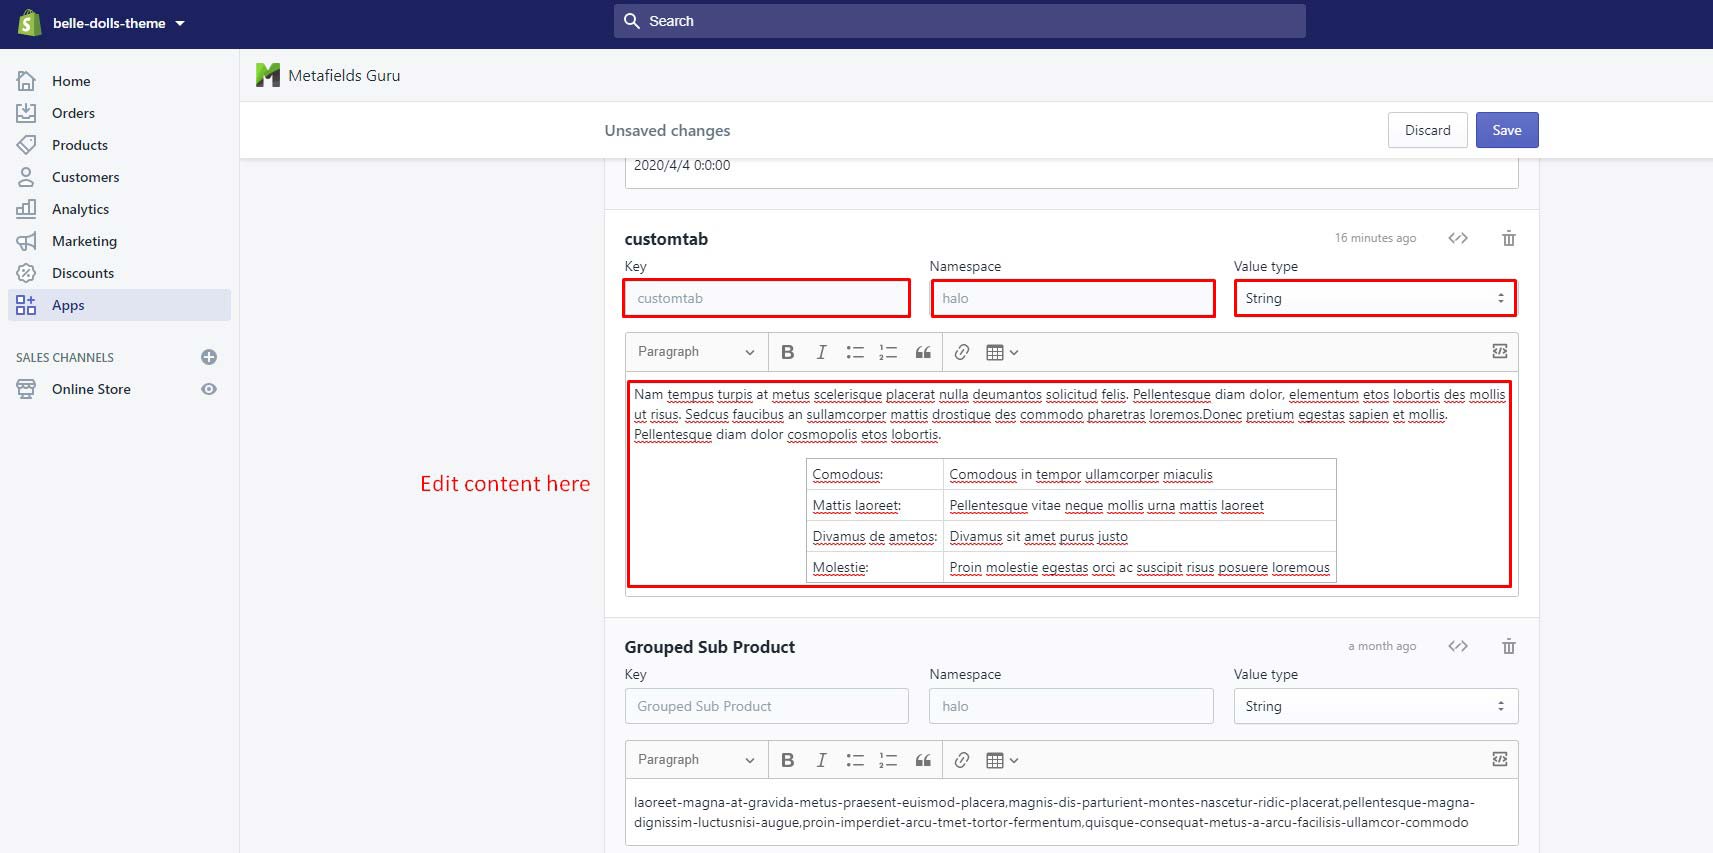 belle-dolls-theme
Search
Home
Orders
Products
Customers
Analytics
Marketing
Discounts
Apps
SALES CHANNELS
Online Store
Metafields Guru
Unsaved changes
Discard
Save
2020/4/4 0:0:00
customtab
16 minutes ago
Key
Namespace
Value type
customtab
halo
String
Paragraph
Nam tempus turpis at metus scelerisque placerat nulla deumantos solicitud felis. Pellentesque diam dolor, elementum etos lobortis des mollis
ut risus. Sedcus faucibus an sullamcorper mattis drostique des commodo pharetras loremos.Donec pretium egestas sapien et mollis.
Pellentesque diam dolor cosmopolis etos lobortis.
Comodous: Comodous in tempor ullamcorper miaculis
Mattis laoreet: Pellentesque vitae neque mollis urna mattis laoreet
Divamus de ametos: Divamus sit amet purus justo
Molestie: Proin molestie egestas orci ac suscipit risus posuere loremous
Edit content here
Grouped Sub Product
a month ago
Key
Namespace
Value type
Grouped Sub Product
halo
String
Paragraph
laoreet-magna-at-gravida-metus-praesent-euismod-placera,magnis-dis-parturient-montes-nascetur-ridic-placerat,pellentesque-magna-
dignissim-luctusnisi-augue,proin-imperdiet-arcu-tmet-tortor-fermentum,quisque-consequat-metus-a-arcu-facilisis-ullamcor-commodo